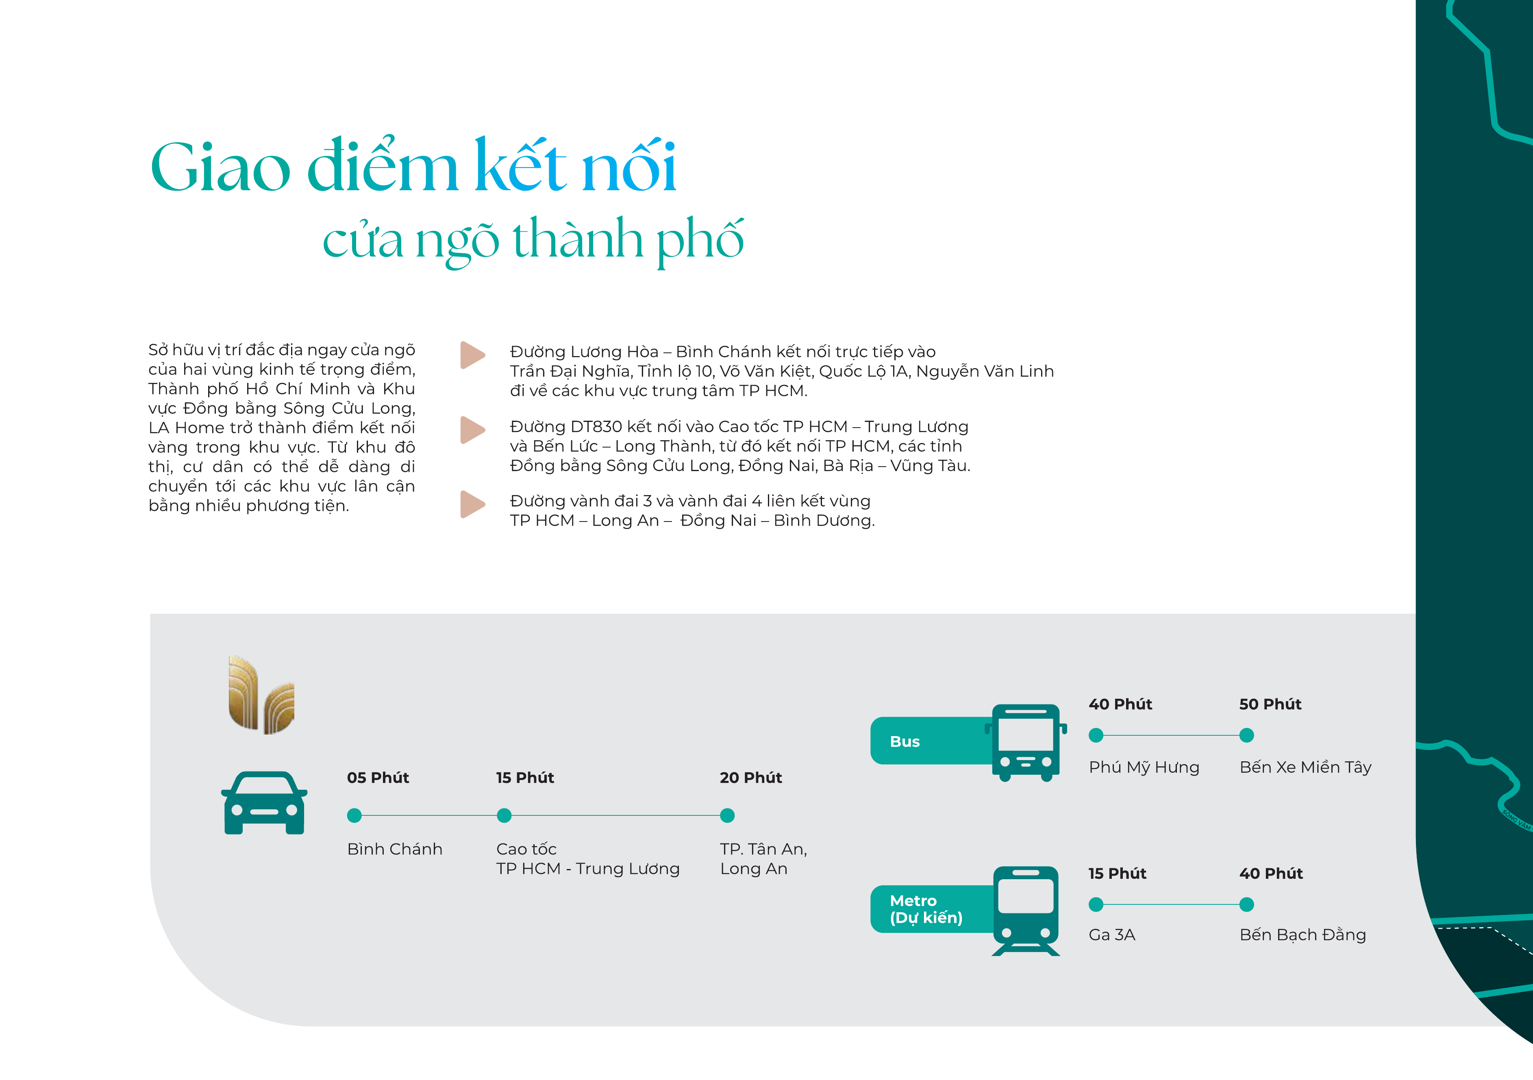 Giao điểm kết nối
cửa ngõ thành phố
Sở hữu vị trí đắc địa ngay cửa ngõ
của hai vùng kinh tế trọng điểm,
Thành phố Hồ Chí Minh và Khu
vực Đồng bằng Sông Cửu Long,
LA Home trở thành điểm kết nối
vàng trong khu vực. Từ khu đô
thị, cư dân có thể dễ dàng di
chuyển tới các khu vực lân cận
bằng nhiều phương tiện.
Đường Lương Hòa – Bình Chánh kết nối trực tiếp vào
Trần Đại Nghĩa, Tỉnh lộ 10, Võ Văn Kiệt, Quốc Lộ 1A, Nguyễn Văn Linh
đi về các khu vực trung tâm TP HCM.
Đường DT830 kết nối vào Cao tốc TP HCM – Trung Lương
và Bến Lức – Long Thành, từ đó kết nối TP HCM, các tỉnh
Đồng bằng Sông Cửu Long, Đồng Nai, Bà Rịa – Vũng Tàu.
Đường vành đai 3 và vành đai 4 liên kết vùng
TP HCM – Long An – Đồng Nai – Bình Dương.
05 Phút
Bình Chánh
15 Phút
Cao tốc
TP HCM - Trung Lương
20 Phút
TP. Tân An,
Long An
Bus
40 Phút
Phú Mỹ Hưng
50 Phút
Bến Xe Miền Tây
Metro
(Dự kiến)
15 Phút
Ga 3A
40 Phút
Bến Bạch Đằng